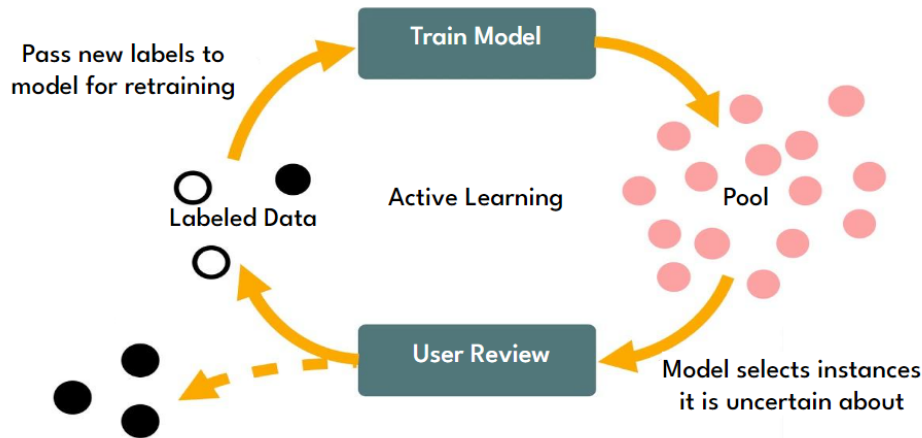 Train Model
Pass new labels to
model for retraining
Labeled Data
Active Learning
Pool
User Review
Model selects instances
it is uncertain about